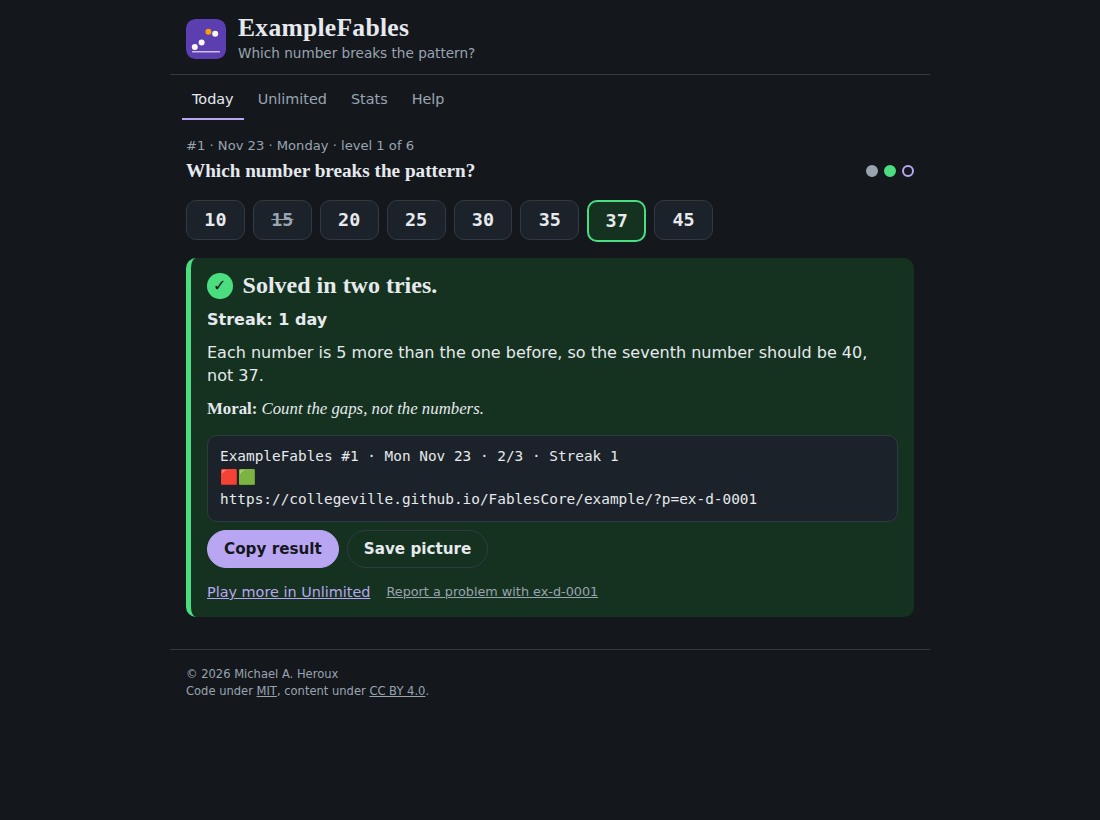 ExampleFables
Which number breaks the pattern?
Today Unlimited Stats Help
#1 · Nov 23 · Monday · level 1 of 6
Which number breaks the pattern?
10 15 20 25 30 35 37 45
✓ Solved in two tries.
Streak: 1 day
Each number is 5 more than the one before, so the seventh number should be 40,
not 37.
Moral: Count the gaps, not the numbers.
ExampleFables #1 · Mon Nov 23 · 2/3 · Streak 1
🟥🟩
https://collegeville.github.io/FablesCore/example/?p=ex-d-0001
Copy result Save picture
Play more in Unlimited Report a problem with ex-d-0001
© 2026 Michael A. Heroux
Code under MIT, content under CC BY 4.0.